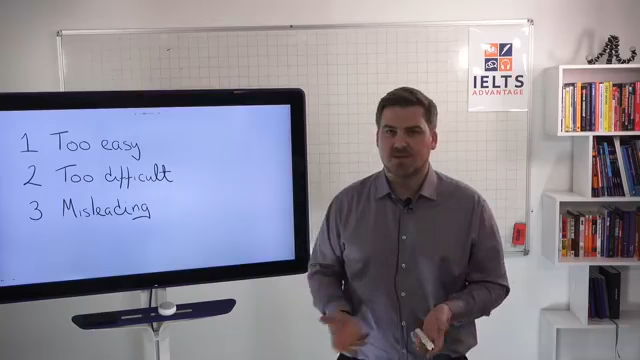 IELTS
ADVANTAGE
1 Too easy
2 Too difficult
3 Misleading